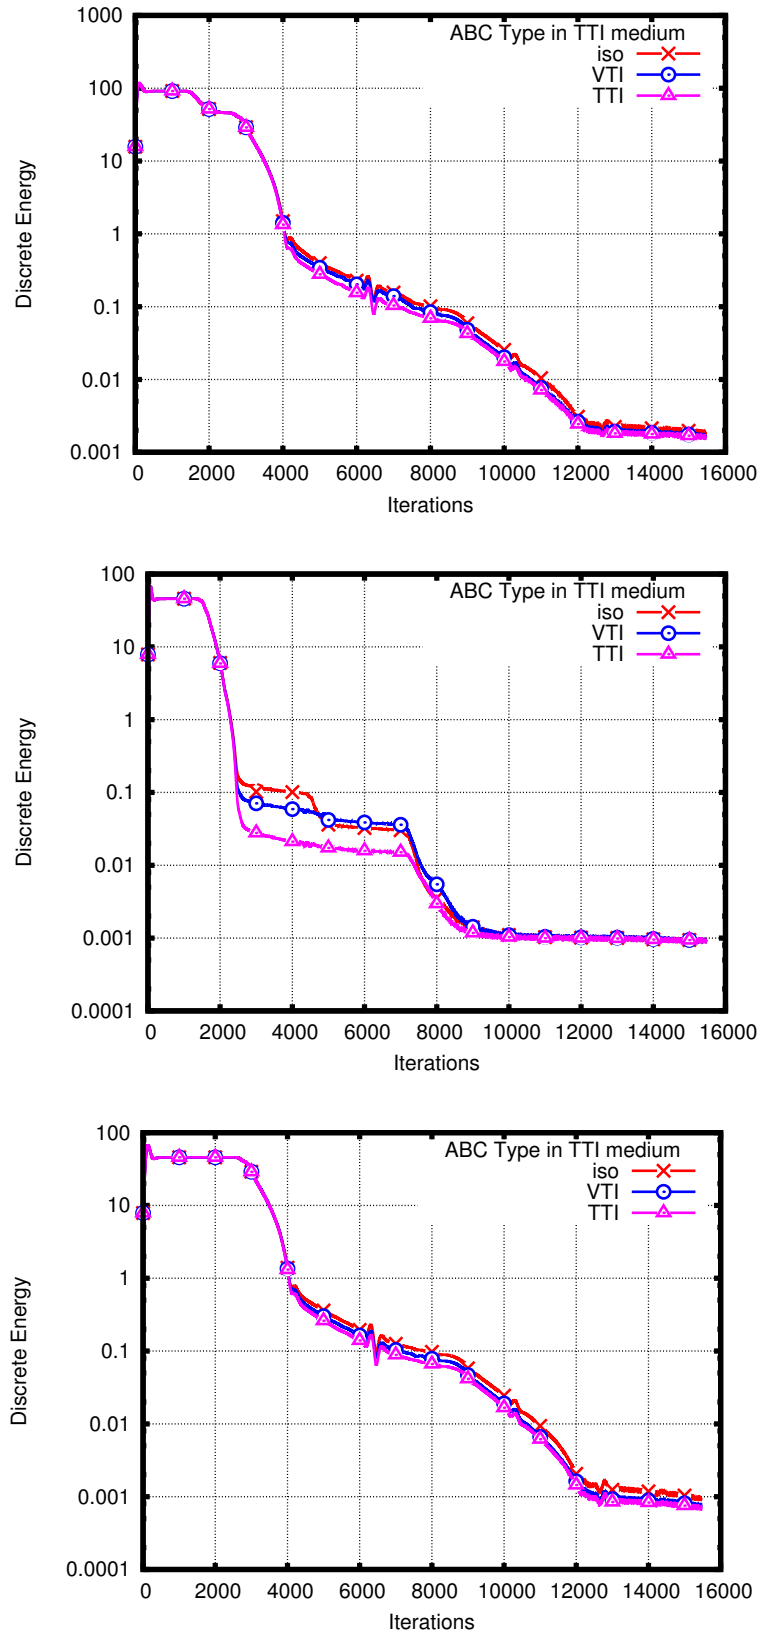 1000
100
10
1
0.1
0.01
0.001
Discrete Energy
ABC Type in TTI medium
iso
VTI
TTI
0 2000 4000 6000 8000 10000 12000 14000 16000
Iterations
100
10
1
0.1
0.01
0.001
0.0001
Discrete Energy
ABC Type in TTI medium
iso
VTI
TTI
0 2000 4000 6000 8000 10000 12000 14000 16000
Iterations
100
10
1
0.1
0.01
0.001
0.0001
Discrete Energy
ABC Type in TTI medium
iso
VTI
TTI
0 2000 4000 6000 8000 10000 12000 14000 16000
Iterations